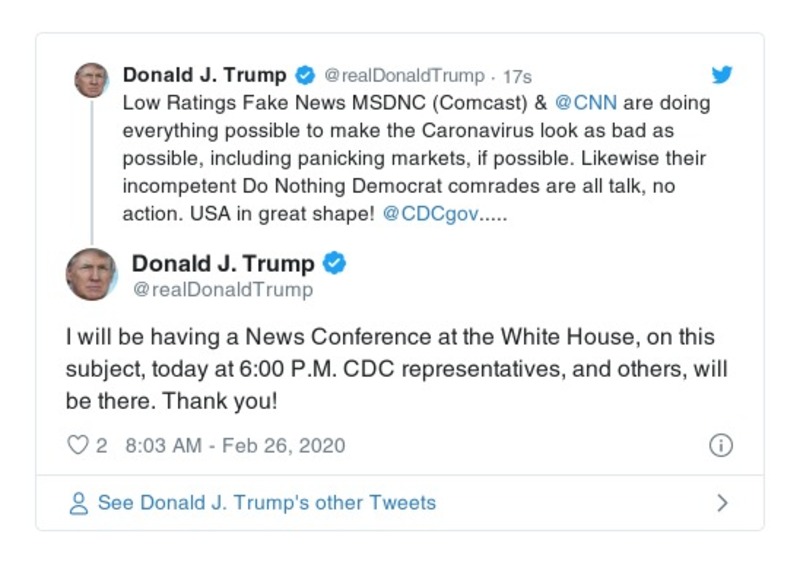 Donald J. Trump @realDonaldTrump · 17s
Low Ratings Fake News MSDNC (Comcast) & @CNN are doing
everything possible to make the Caronavirus look as bad as
possible, including panicking markets, if possible. Likewise their
incompetent Do Nothing Democrat comrades are all talk, no
action. USA in great shape! @CDCgov.....
Donald J. Trump
@realDonaldTrump
I will be having a News Conference at the White House, on this
subject, today at 6:00 P.M. CDC representatives, and others, will
be there. Thank you!
2 8:03 AM - Feb 26, 2020
See Donald J. Trump's other Tweets